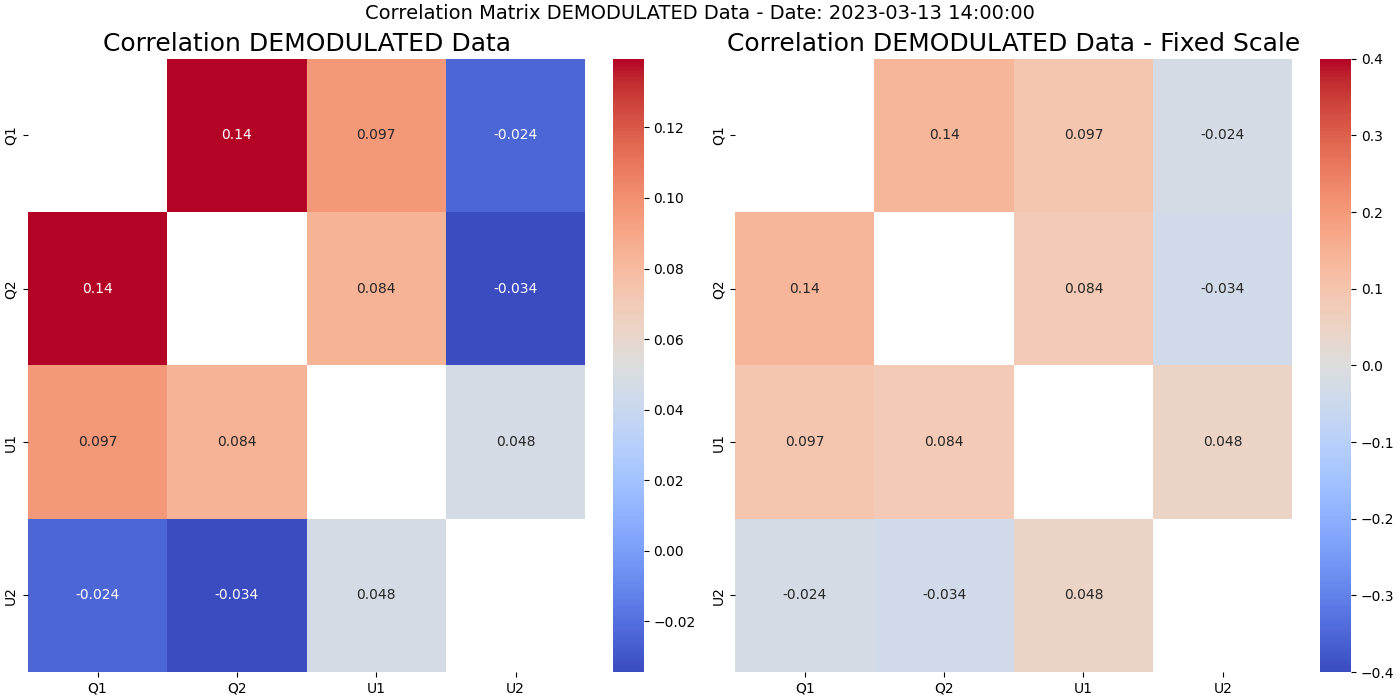 Correlation Matrix DEMODULATED Data - Date: 2023-03-13 14:00:00
Correlation DEMODULATED Data
Q1
0.14
0.097
-0.024
Q2
0.14
0.084
-0.034
U1
0.097
0.084
0.048
U2
-0.024
-0.034
0.048
Q1
Q2
U1
U2
0.12
0.10
0.08
0.06
0.04
0.02
0.00
−0.02
Correlation DEMODULATED Data - Fixed Scale
Q1
0.14
0.097
-0.024
Q2
0.14
0.084
-0.034
U1
0.097
0.084
0.048
U2
-0.024
-0.034
0.048
Q1
Q2
U1
U2
0.4
0.3
0.2
0.1
0.0
−0.1
−0.2
−0.3
−0.4